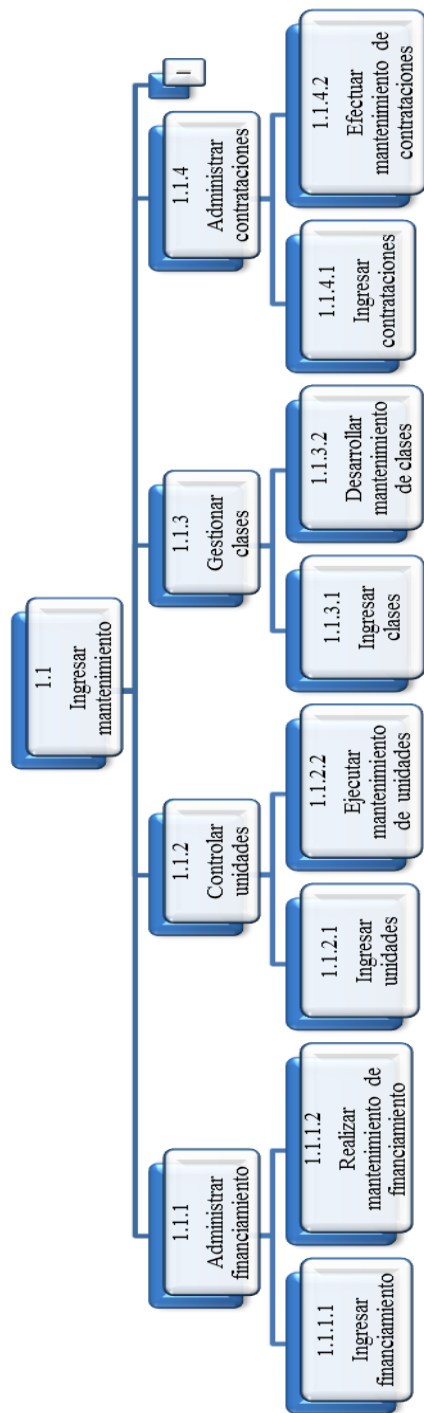 1.1
Ingresar
mantenimiento
1.1.1
Administrar
financiamiento
1.1.2
Controlar
unidades
1.1.3
Gestionar
clases
1.1.4
Administrar
contrataciones
I
1.1.1.1
Ingresar
financiamiento
1.1.1.2
Realizar
mantenimiento de
financiamiento
1.1.2.1
Ingresar
unidades
1.1.2.2
Ejecutar
mantenimiento
de unidades
1.1.3.1
Ingresar
clases
1.1.3.2
Desarrollar
mantenimiento
de clases
1.1.4.1
Ingresar
contrataciones
1.1.4.2
Efectuar
mantenimiento de
contrataciones